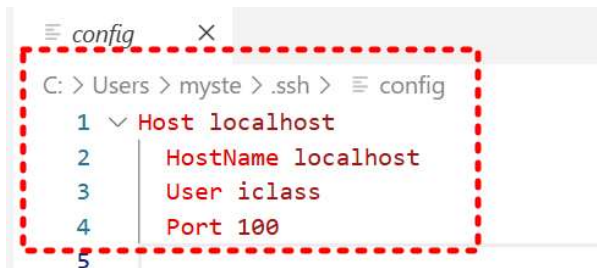 config ×
C: > Users > myste > .ssh > config
1 Host localhost
2 HostName localhost
3 User iclass
4 Port 100
5